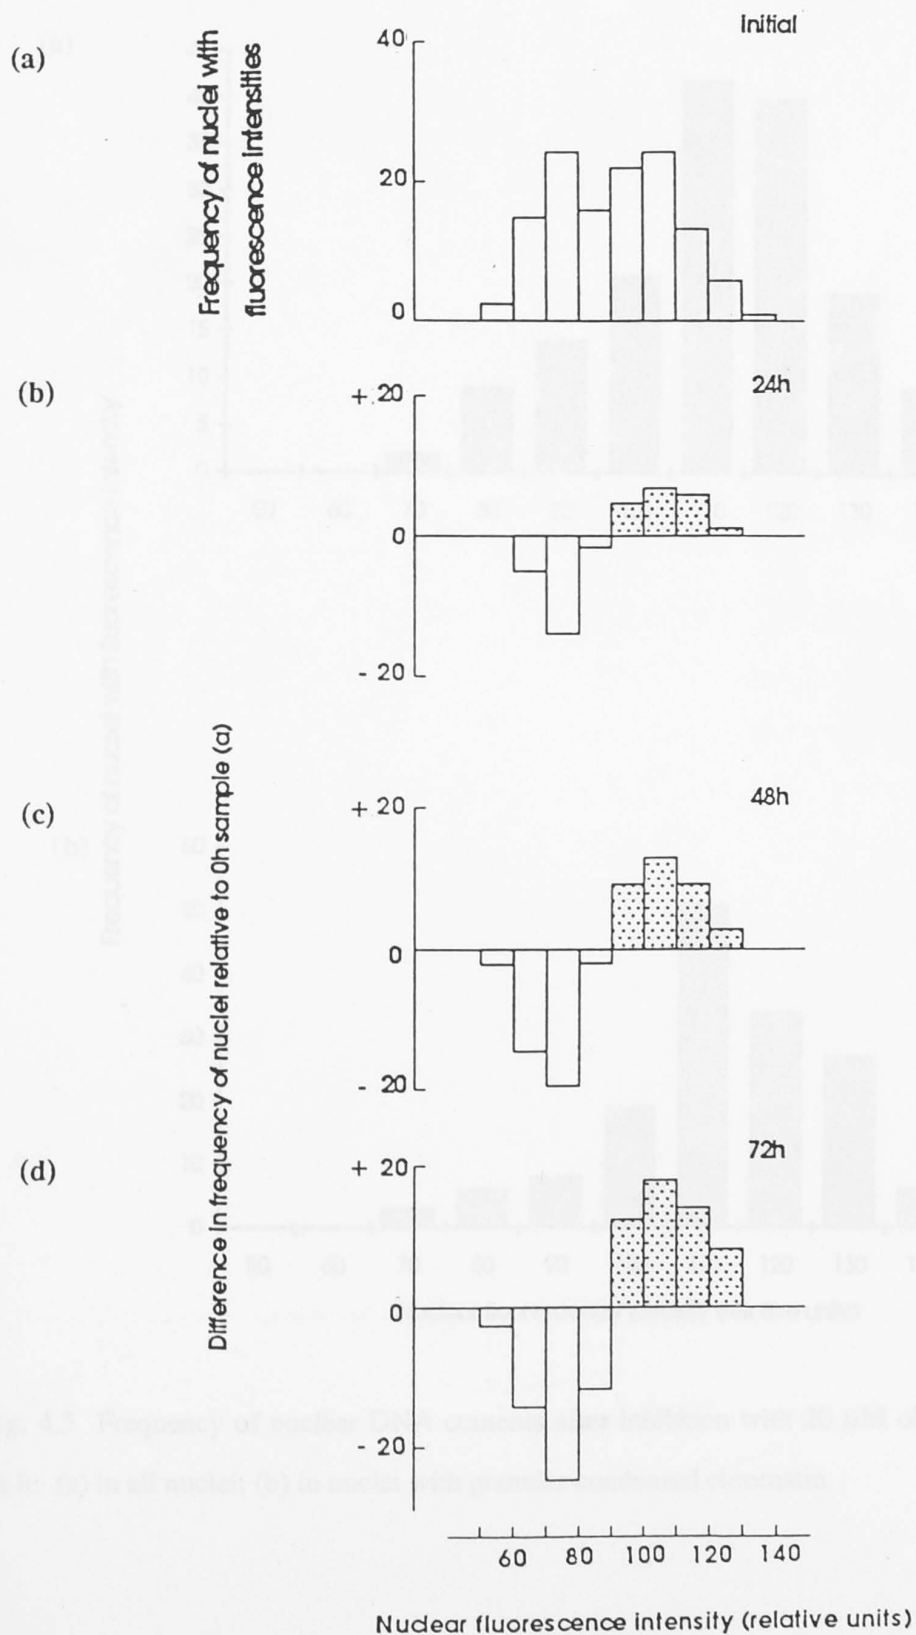 Initial
(a)
Frequency of nuclei with
fluorescence intensities
40
20
0
(b)
24h
+ 20
0
- 20
(c)
48h
+ 20
0
- 20
Difference in frequency of nuclei relative to 0h sample (a)
(d)
72h
+ 20
0
- 20
60 80 100 120 140
Nuclear fluorescence intensity (relative units)